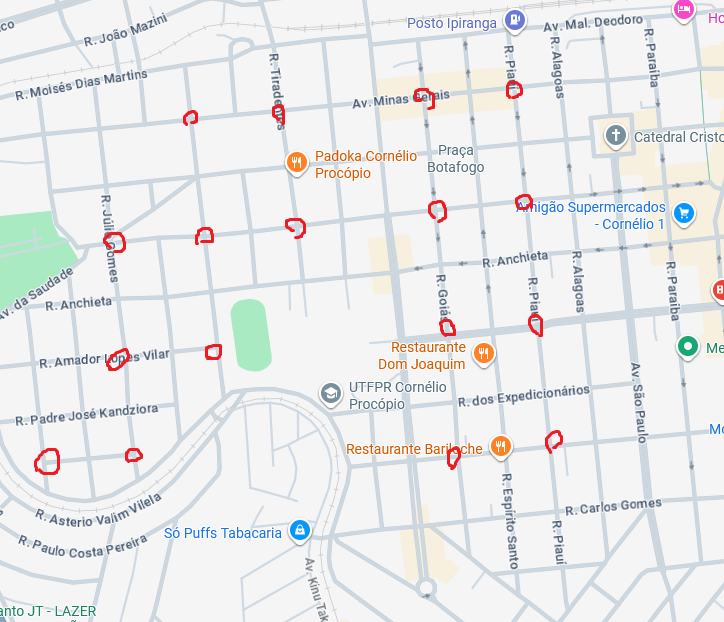 Posto Ipiranga
Av. Mal. Deodoro
Ho
R. João Mazini
R. Moisés Dias Martins
R. Tiradentes
R. Piauí
R. Alagoas
R. Paraíba
Av. Minas Gerais
Padoka Cornélio
Procópio
Praça
Botafogo
Catedral Cristo
R. Júlio Gomes
Amigão Supermercados
- Cornélio 1
Av. da Saudade
R. Anchieta
R. Anchieta
R. Goiás
R. Piauí
R. Alagoas
R. Paraíba
R. Amador Lopes Vilar
Restaurante
Dom Joaquim
Me
UTFPR Cornélio
Procópio
R. dos Expedicionários
Av. São Paulo
R. Padre José Kandziora
Restaurante Bariloche
Mo
R. Asterio Valim Vilela
R. Paulo Costa Pereira
Só Puffs Tabacaria
R. Espírito Santo
R. Carlos Gomes
R. Piauí
Av. Kinu Tak
anto JT - LAZER